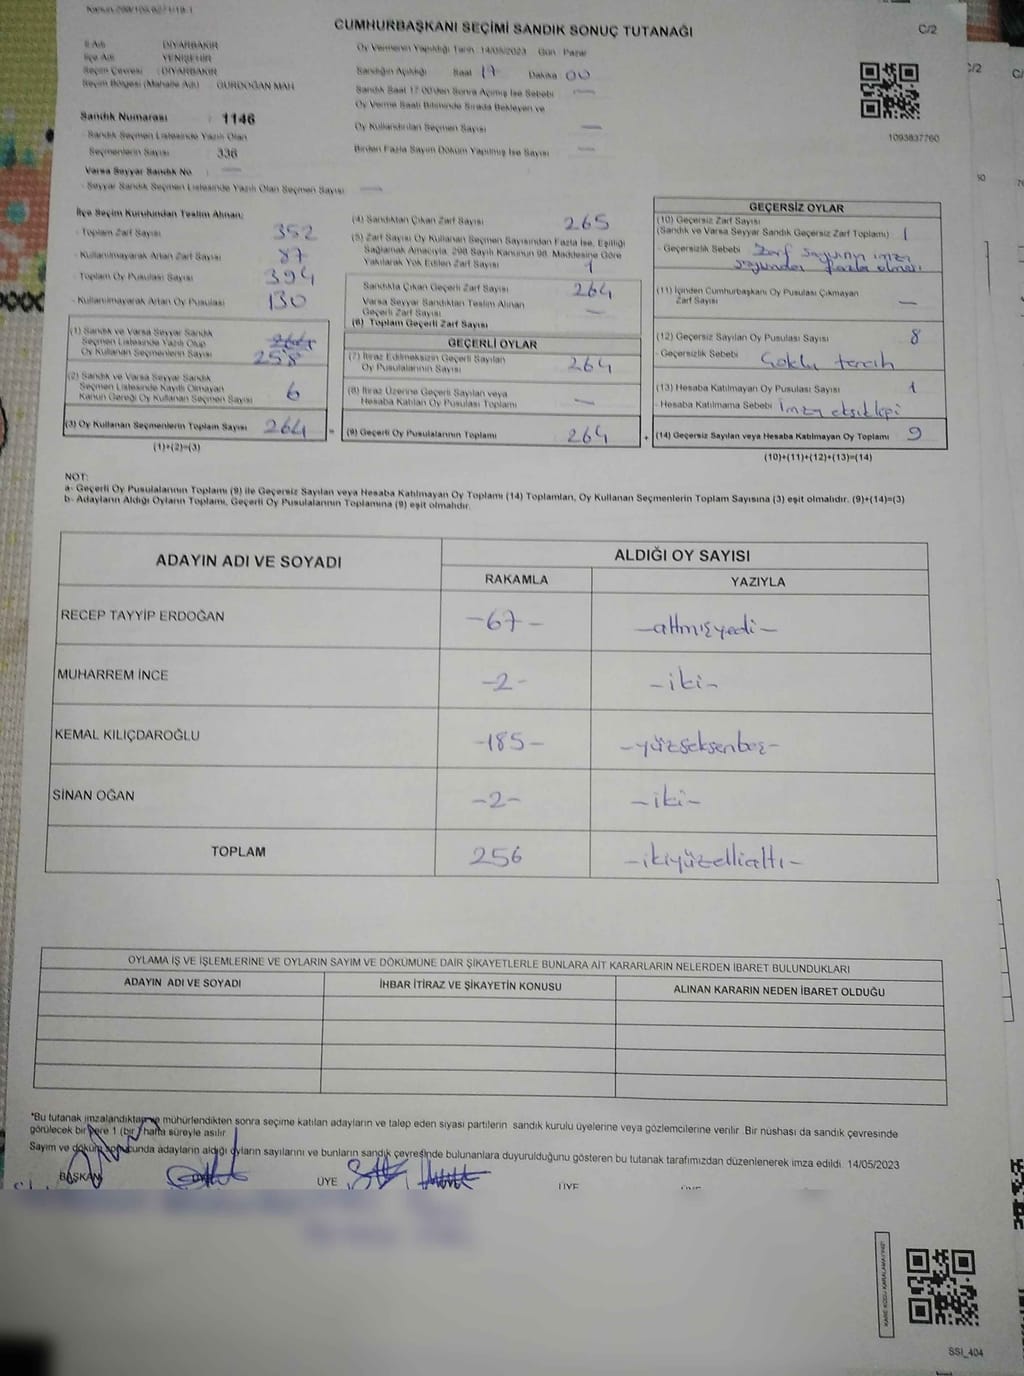 CUMHURBAŞKANI SEÇİMİ SANDIK SONUÇ TUTANAĞI
C/2
İl Adı : DİYARBAKIR
İlçe Adı : YENİŞEHİR
Seçim Çevresi : DİYARBAKIR
Seçim Bölgesi (Mahalle Adı) : GÜRDOĞAN MAH
Sandık Numarası : 1146
- Sandık Seçmen Listesinde Yazılı Olan
Seçmenlerin Sayısı 336
Varsa Seyyar Sandık No :
- Seyyar Sandık Seçmen Listesinde Yazılı Olan Seçmen Sayısı :
Oy Vermenin Yapıldığı Tarih: 14/05/2023 Gün: Pazar
Sandığın Açıldığı Saat 17 Dakika 00
Sandık Saat 17.00'den Sonra Açılmış İse Sebebi
Oy Verme Saati Bitiminde Sırada Bekleyen ve
Oy Kullandırılan Seçmen Sayısı
Birden Fazla Sayım Döküm Yapılmış İse Sayısı
1093837760
İlçe Seçim Kurulundan Teslim Alınan:
- Toplam Zarf Sayısı 352
- Kullanılmayarak Artan Zarf Sayısı 87
- Toplam Oy Pusulası Sayısı 394
- Kullanılmayarak Artan Oy Pusulası 130
(1) Sandık ve Varsa Seyyar Sandık
Seçmen Listesinde Yazılı Olup
Oy Kullanan Seçmenlerin Sayısı 258
(2) Sandık ve Varsa Seyyar Sandık
Seçmen Listesinde Kayıtlı Olmayan
Kanun Gereği Oy Kullanan Seçmen Sayısı 6
(3) Oy Kullanan Seçmenlerin Toplam Sayısı 264
(1)+(2)=(3)
(4) Sandıktan Çıkan Zarf Sayısı 265
(5) Zarf Sayısı Oy Kullanan Seçmen Sayısından Fazla İse, Eşitliği
Sağlamak Amacıyla, 298 Sayılı Kanunun 98. Maddesine Göre
Yakılarak Yok Edilen Zarf Sayısı 1
Sandıkta Çıkan Geçerli Zarf Sayısı 264
Varsa Seyyar Sandıktan Teslim Alınan
Geçerli Zarf Sayısı
(6) Toplam Geçerli Zarf Sayısı
GEÇERLİ OYLAR
(7) İtiraz Edilmeksizin Geçerli Sayılan
Oy Pusulalarının Sayısı 264
(8) İtiraz Üzerine Geçerli Sayılan veya
Hesaba Katılan Oy Pusulası Toplamı
= (9) Geçerli Oy Pusulalarının Toplamı 264
GEÇERSİZ OYLAR
(10) Geçersiz Zarf Sayısı
(Sandık ve Varsa Seyyar Sandık Geçersiz Zarf Toplamı) 1
- Geçersizlik Sebebi Zarf sayısının imza
sayısından fazla olması
(11) İçinden Cumhurbaşkanı Oy Pusulası Çıkmayan
Zarf Sayısı
(12) Geçersiz Sayılan Oy Pusulası Sayısı 8
- Geçersizlik Sebebi Çoklu tercih
(13) Hesaba Katılmayan Oy Pusulası Sayısı 1
- Hesaba Katılmama Sebebi İmza eksikliği
+ (14) Geçersiz Sayılan veya Hesaba Katılmayan Oy Toplamı 9
(10)+(11)+(12)+(13)=(14)
NOT:
a- Geçerli Oy Pusulalarının Toplamı (9) ile Geçersiz Sayılan veya Hesaba Katılmayan Oy Toplamı (14) Toplamları, Oy Kullanan Seçmenlerin Toplam Sayısına (3) eşit olmalıdır. (9)+(14)=(3)
b- Adayların Aldığı Oyların Toplamı, Geçerli Oy Pusulalarının Toplamına (9) eşit olmalıdır.
ADAYIN ADI VE SOYADI
ALDIĞI OY SAYISI
RAKAMLA YAZIYLA
RECEP TAYYİP ERDOĞAN -67- -altmışyedi-
MUHARREM İNCE -2- -iki-
KEMAL KILIÇDAROĞLU -185- -yüzseksenbeş-
SİNAN OĞAN -2- -iki-
TOPLAM 256 -ikiyüzelliatı-
OYLAMA İŞ VE İŞLEMLERİNE VE OYLARIN SAYIM VE DÖKÜMÜNE DAİR ŞİKAYETLERLE BUNLARA AİT KARARLARIN NELERDEN İBARET BULUNDUKLARI
ADAYIN ADI VE SOYADI İHBAR İTİRAZ VE ŞİKAYETİN KONUSU ALINAN KARARIN NEDEN İBARET OLDUĞU
*Bu tutanak imzalandıktan ve mühürlendikten sonra seçime katılan adayların ve talep eden siyasi partilerin sandık kurulu üyelerine veya gözlemcilerine verilir. Bir nüshası da sandık çevresinde
görülecek bir yere 1 (bir) hafta süreyle asılır.
Sayım ve döküm sonucunda adayların aldığı oyların sayılarını ve bunların sandık çevresinde bulunanlara duyurulduğunu gösteren bu tutanak tarafımızdan düzenlenerek imza edildi. 14/05/2023
BAŞKAN ÜYE ÜYE
KARE KODU KARALAMAYINIZ!
SSI_404